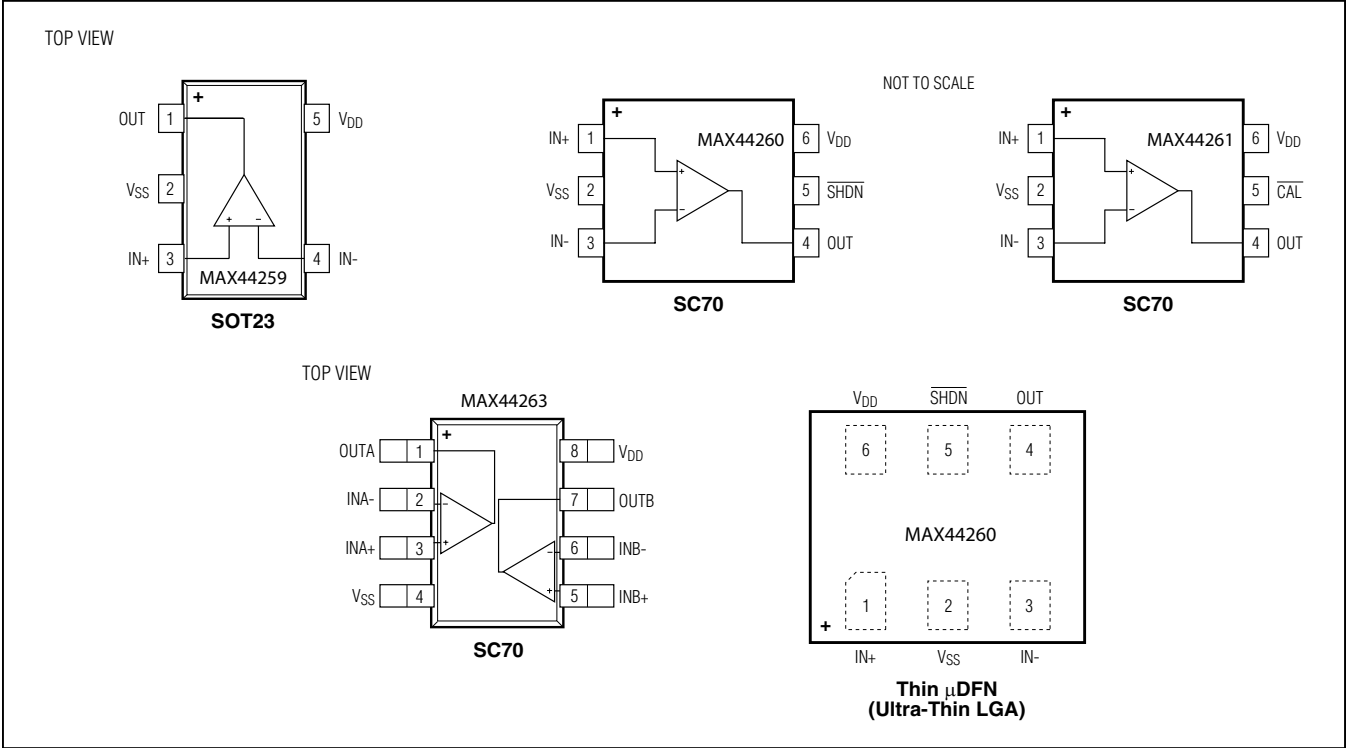 TOP VIEW
NOT TO SCALE
+
OUT 1
5 VDD
VSS 2
IN+ 3
4 IN-
+ -
MAX44259
SOT23
+
IN+ 1
MAX44260
6 VDD
VSS 2
5 SHDN
IN- 3
4 OUT
+
-
SC70
+
IN+ 1
MAX44261
6 VDD
VSS 2
5 CAL
IN- 3
4 OUT
+
-
SC70
TOP VIEW
MAX44263
+
OUTA 1
8 VDD
INA- 2
7 OUTB
INA+ 3
6 INB-
VSS 4
5 INB+
-
+
-
+
SC70
VDD SHDN OUT
6 5 4
MAX44260
1 2 3
+
IN+ VSS IN-
Thin µDFN
(Ultra-Thin LGA)